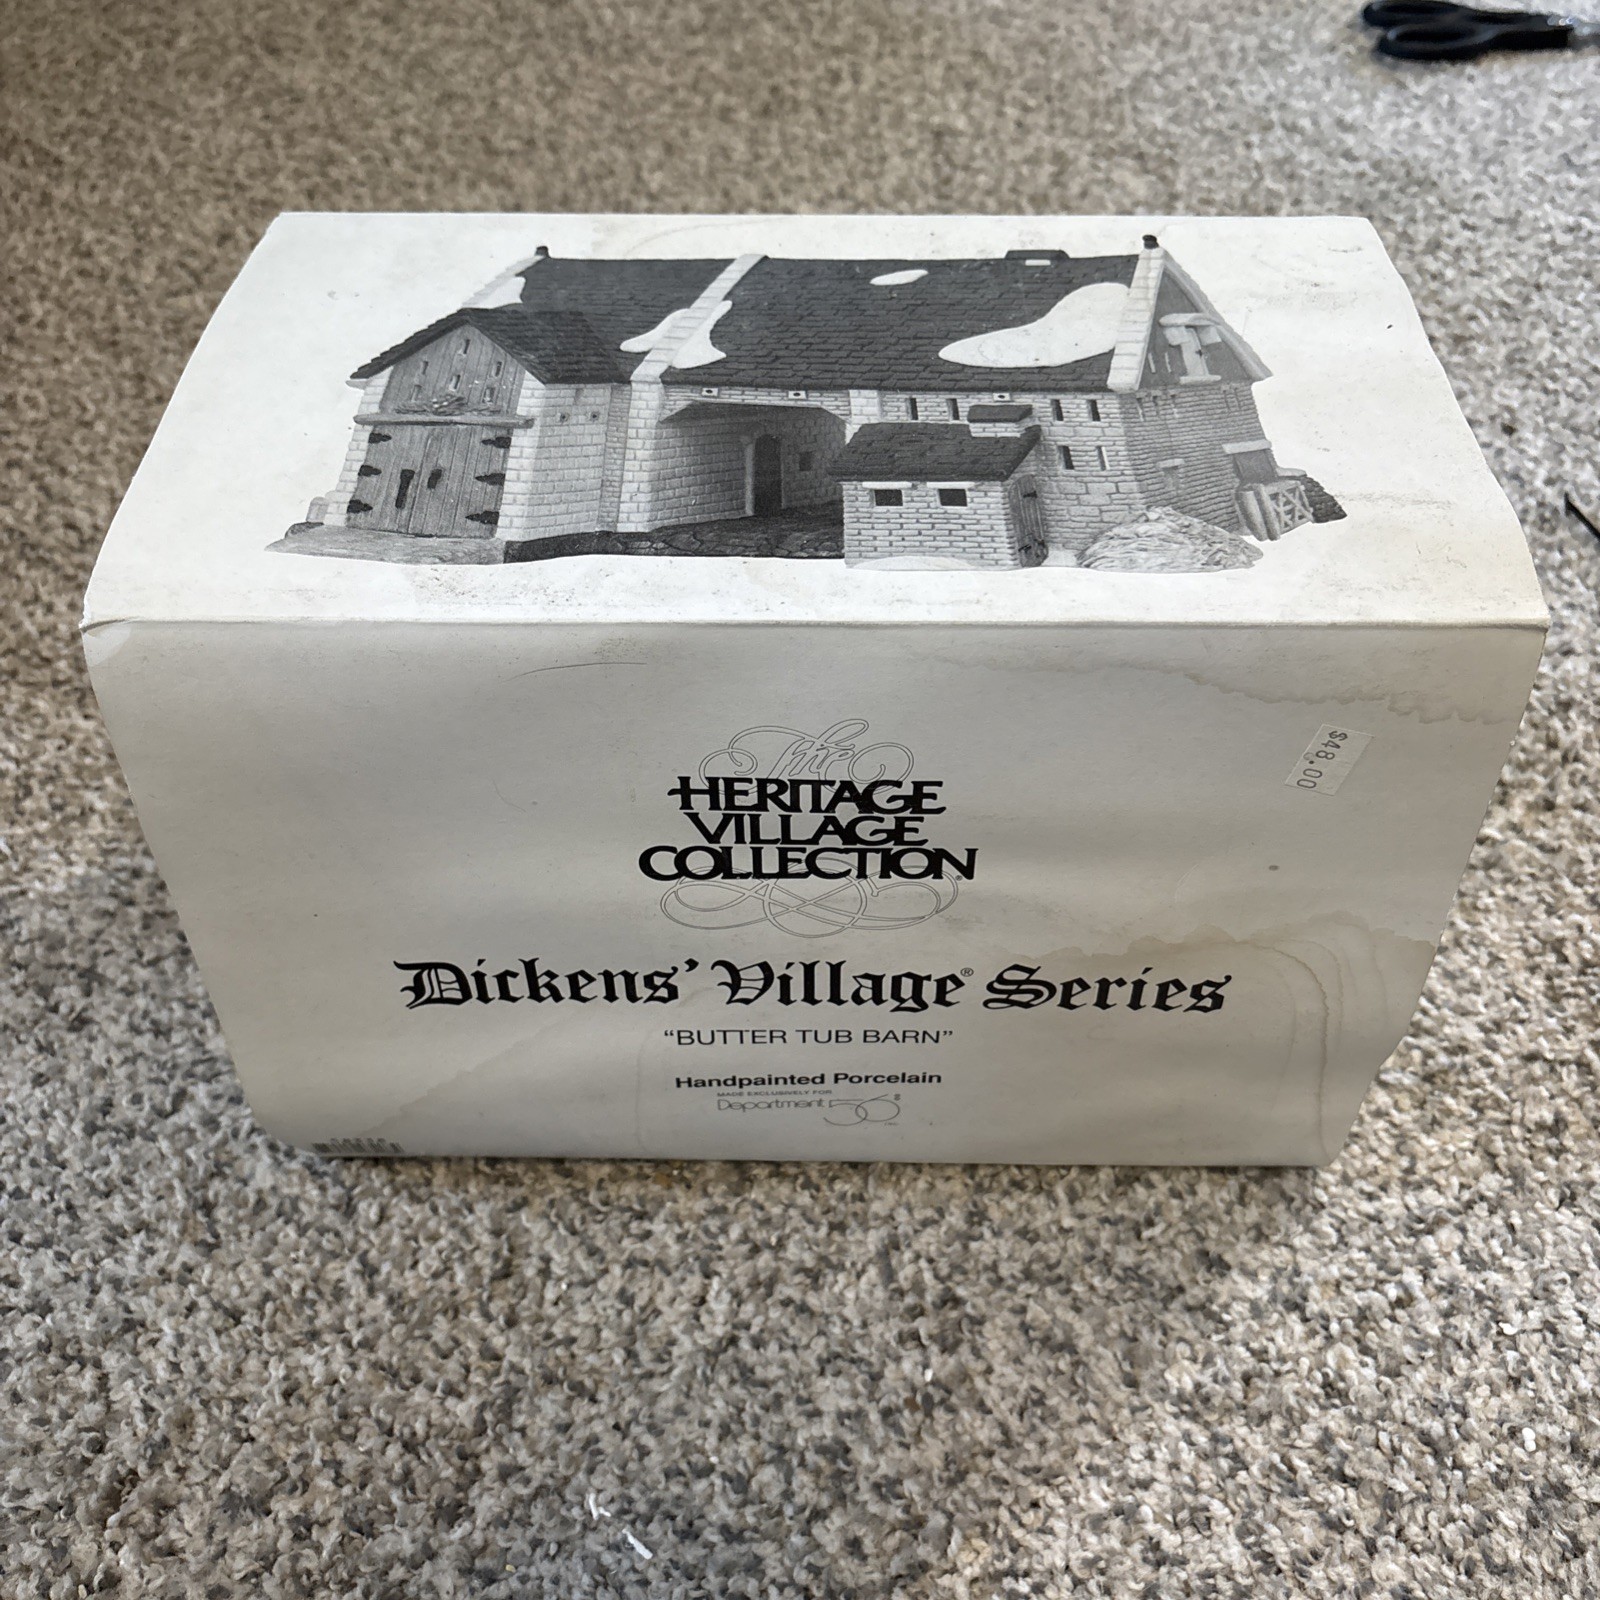 The
HERITAGE
VILLAGE
COLLECTION®
$48.00
Dickens' Village® Series
“BUTTER TUB BARN”
Handpainted Porcelain
MADE EXCLUSIVELY FOR
Department 56®